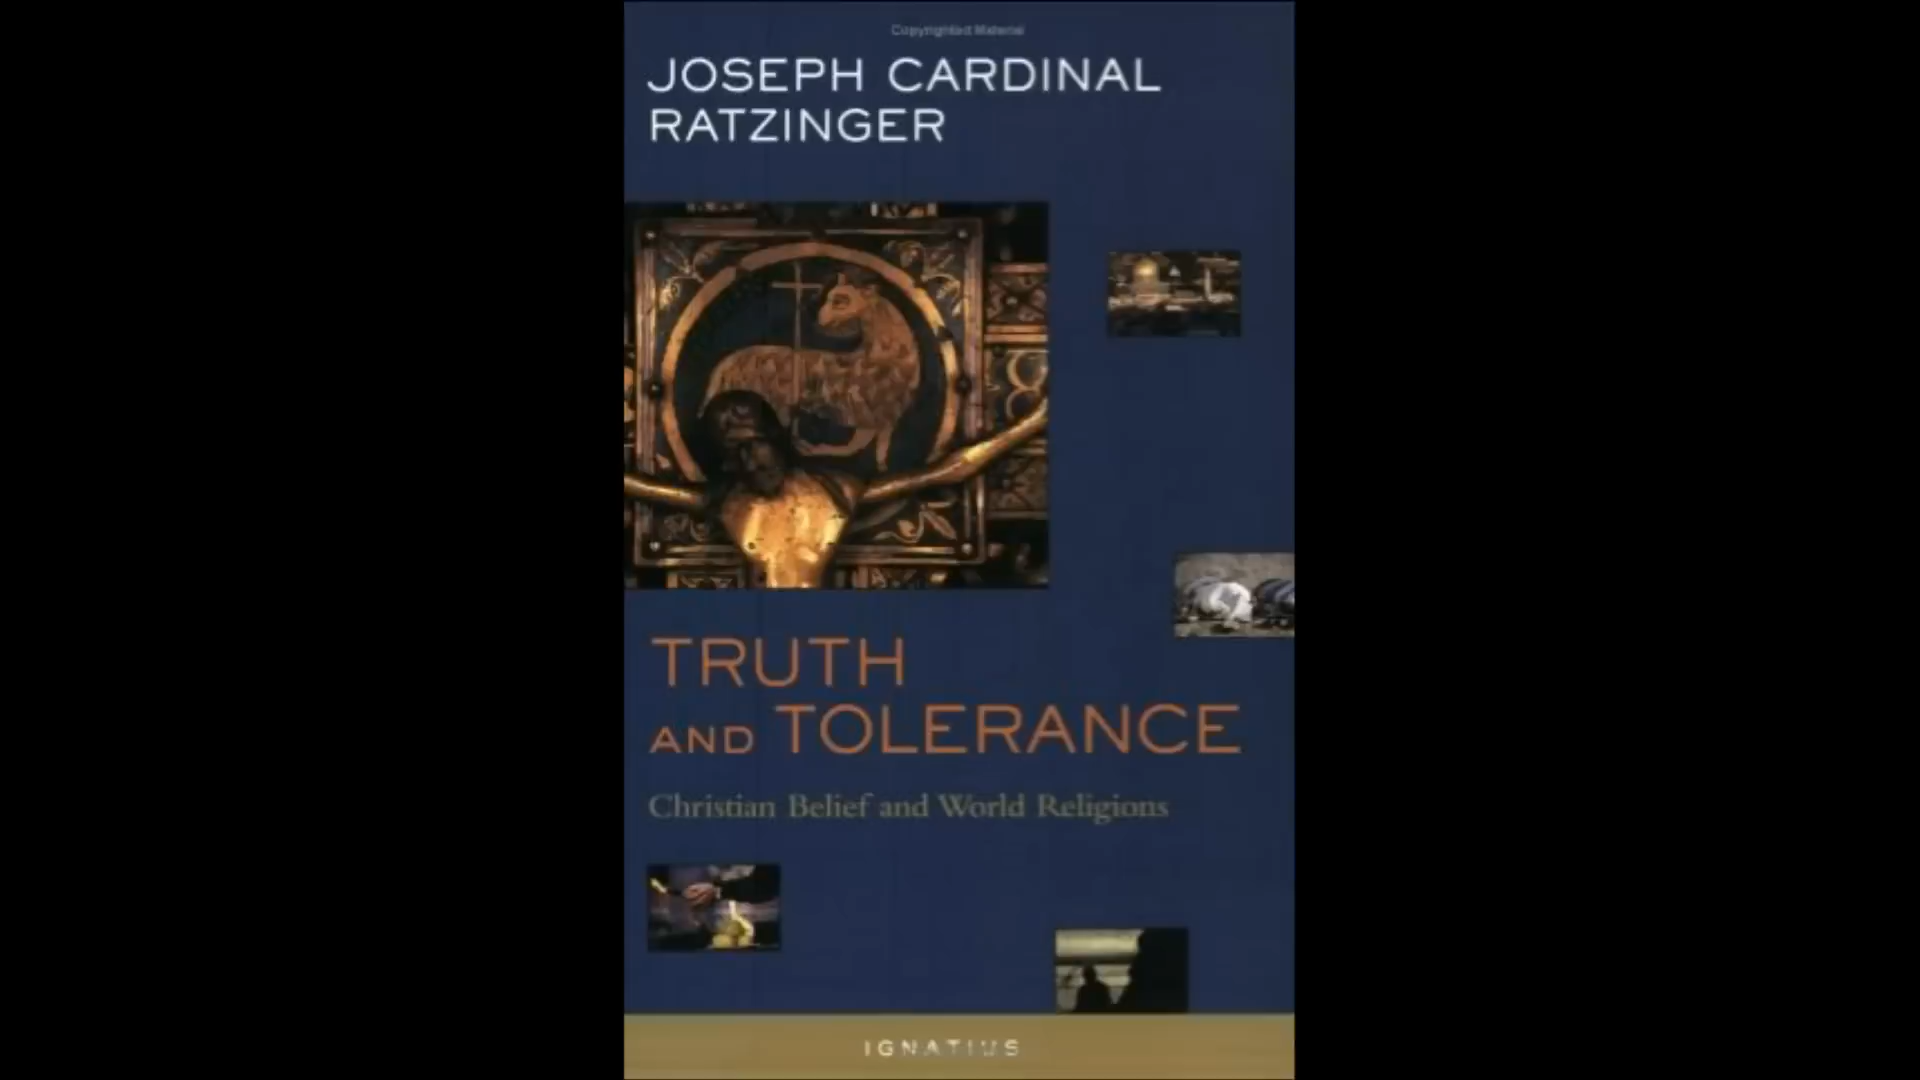 Copyrighted Material
JOSEPH CARDINAL
RATZINGER
TRUTH
AND TOLERANCE
Christian Belief and World Religions
IGNATIUS